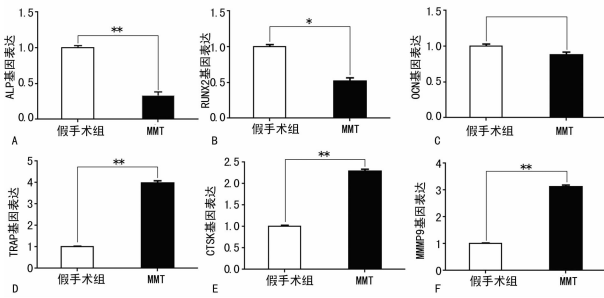 ALP基因表达
1.5
1.0
0.5
0.0
**
假手术组
MMT
A
RUNX2基因表达
1.5
1.0
0.5
0.0
*
假手术组
MMT
B
OCN基因表达
1.5
1.0
0.5
0.0
假手术组
MMT
C
TRAP基因表达
5
4
3
2
1
0
**
假手术组
MMT
D
CTSK基因表达
2.5
2.0
1.5
1.0
0.5
0.0
**
假手术组
MMT
E
MMMP9基因表达
4
3
2
1
0
**
假手术组
MMT
F